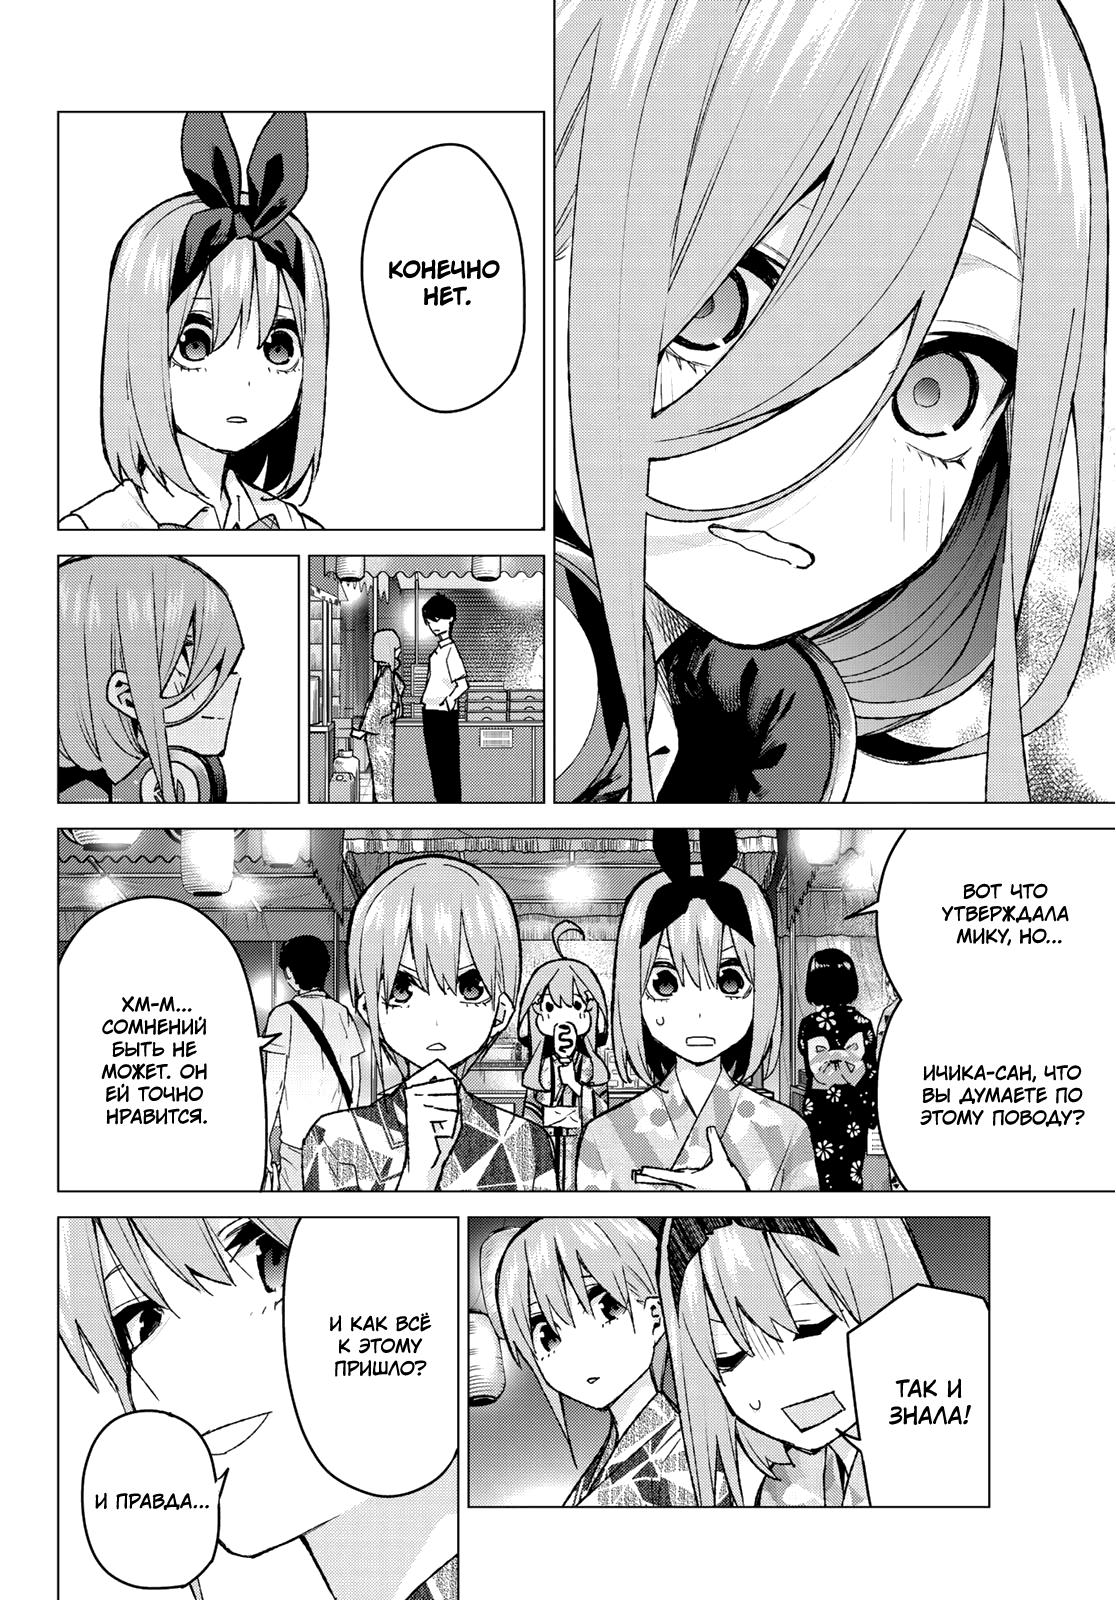 КОНЕЧНО
НЕТ.
ВОТ ЧТО
УТВЕРЖДАЛА
МИКУ, НО...
ИЧИКА-САН, ЧТО
ВЫ ДУМАЕТЕ ПО
ЭТОМУ ПОВОДУ?
ХМ-М...
СОМНЕНИЙ
БЫТЬ НЕ
МОЖЕТ. ОН
ЕЙ ТОЧНО
НРАВИТСЯ.
ТАК И
ЗНАЛА!
И КАК ВСЁ
К ЭТОМУ
ПРИШЛО?
И ПРАВДА...